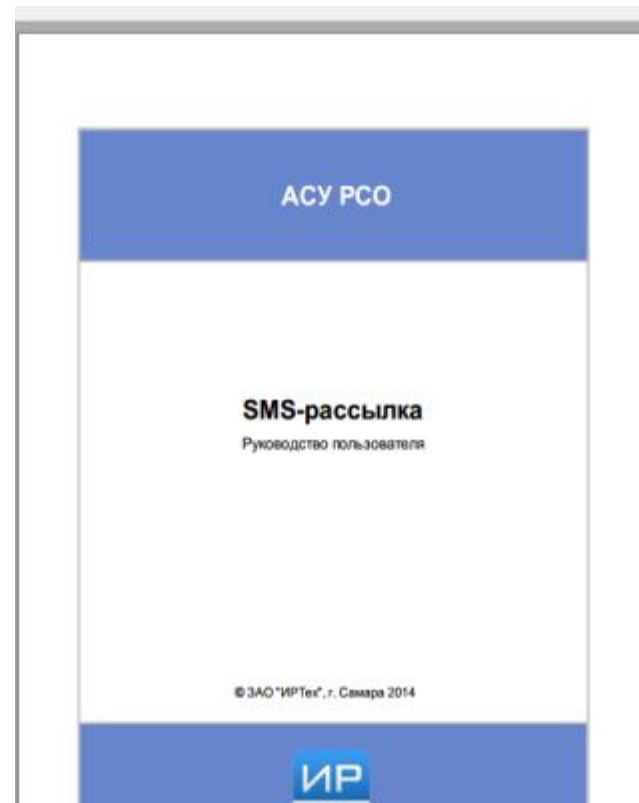 АСУ РСО
SMS-рассылка
Руководство пользователя
© ЗАО "ИРТех", г. Самара 2014
ИР